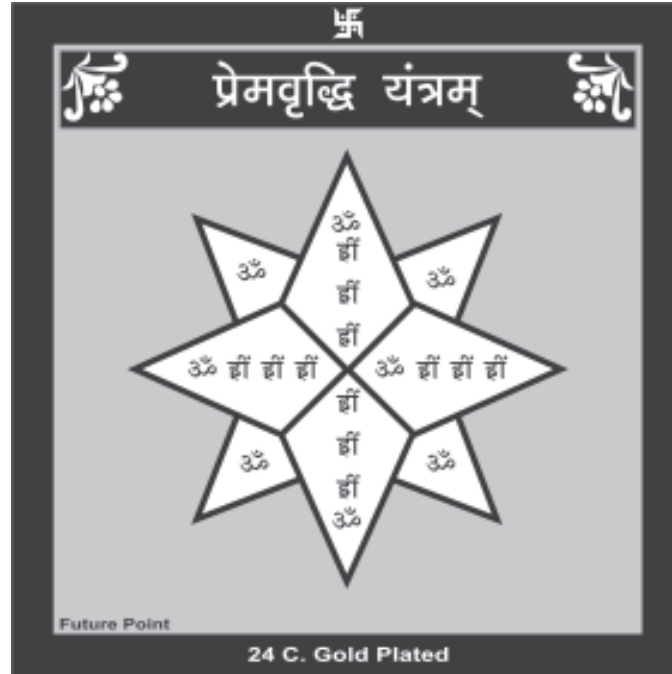 卐
प्रेमवृद्धि यंत्रम्
ॐ
ह्रीं
ॐ ॐ
ह्रीं
ह्रीं
ॐ ह्रीं ह्रीं ह्रीं ॐ ह्रीं ह्रीं ह्रीं
ह्रीं
ह्रीं
ॐ ॐ
ह्रीं
ॐ
Future Point
24 C. Gold Plated